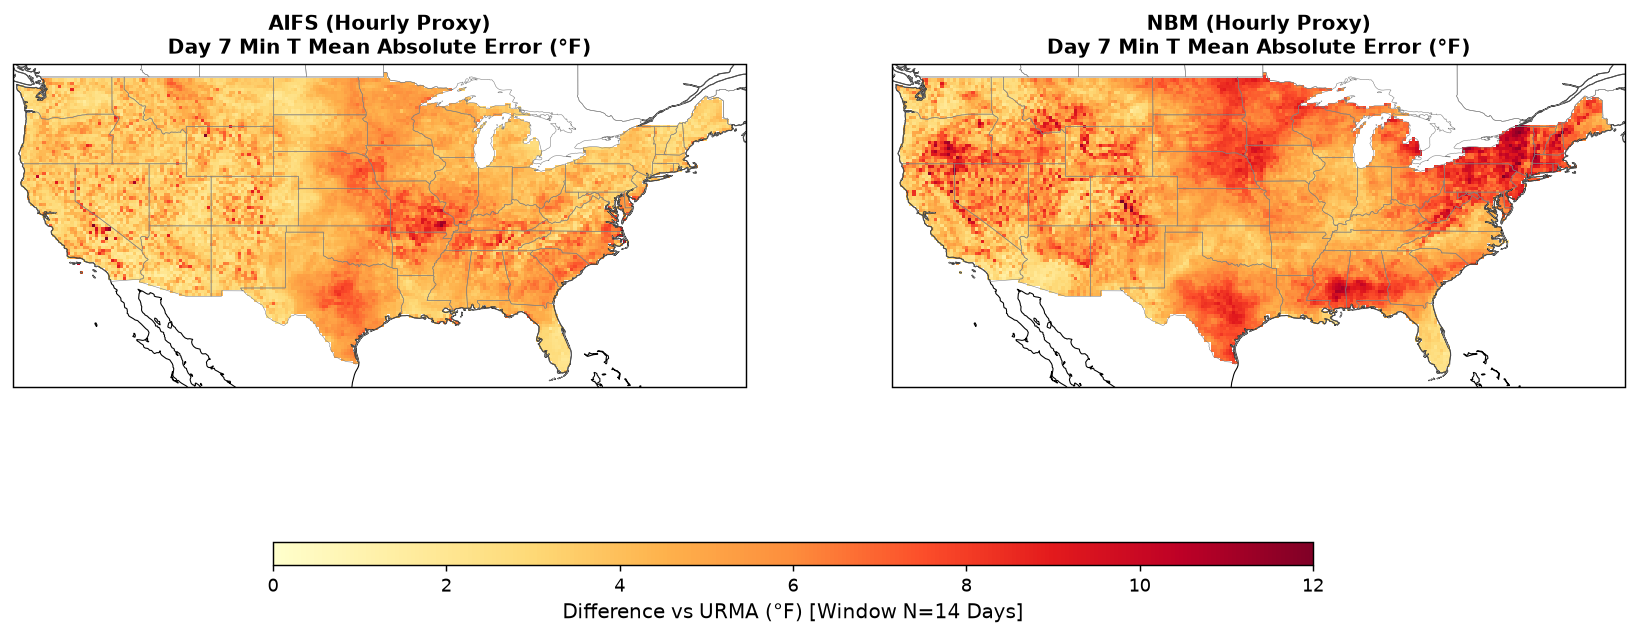 AIFS (Hourly Proxy)
Day 7 Min T Mean Absolute Error (°F)
NBM (Hourly Proxy)
Day 7 Min T Mean Absolute Error (°F)
0 2 4 6 8 10 12
Difference vs URMA (°F) [Window N=14 Days]